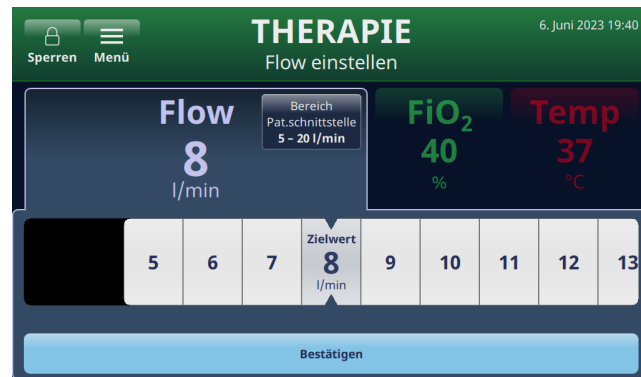 THERAPIE
6. Juni 2023 19:40
Sperren Menü
Flow einstellen
Flow
Bereich
Pat.schnittstelle
5 – 20 l/min
8
l/min
FiO₂
40
%
Temp
37
°C
Zielwert
5 6 7 8 9 10 11 12 13
l/min
Bestätigen